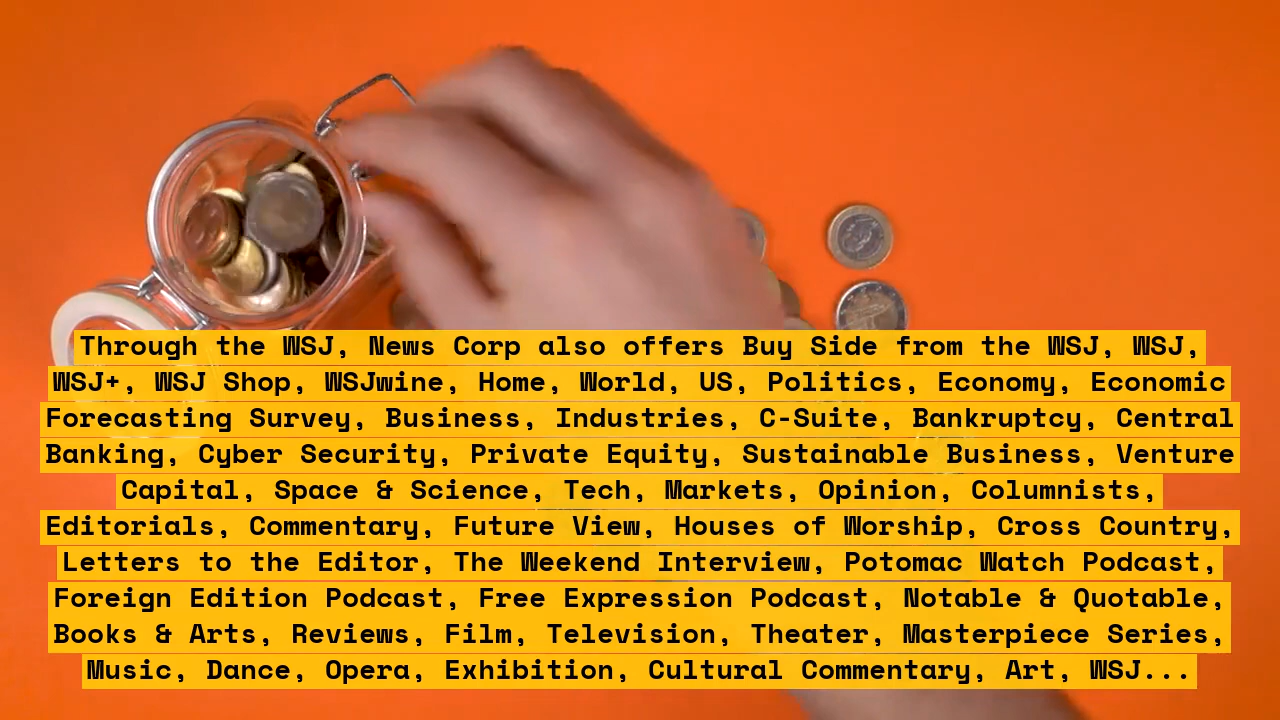 Through the WSJ, News Corp also offers Buy Side from the WSJ, WSJ,
WSJ+, WSJ Shop, WSJwine, Home, World, US, Politics, Economy, Economic
Forecasting Survey, Business, Industries, C-Suite, Bankruptcy, Central
Banking, Cyber Security, Private Equity, Sustainable Business, Venture
Capital, Space & Science, Tech, Markets, Opinion, Columnists,
Editorials, Commentary, Future View, Houses of Worship, Cross Country,
Letters to the Editor, The Weekend Interview, Potomac Watch Podcast,
Foreign Edition Podcast, Free Expression Podcast, Notable & Quotable,
Books & Arts, Reviews, Film, Television, Theater, Masterpiece Series,
Music, Dance, Opera, Exhibition, Cultural Commentary, Art, WSJ...